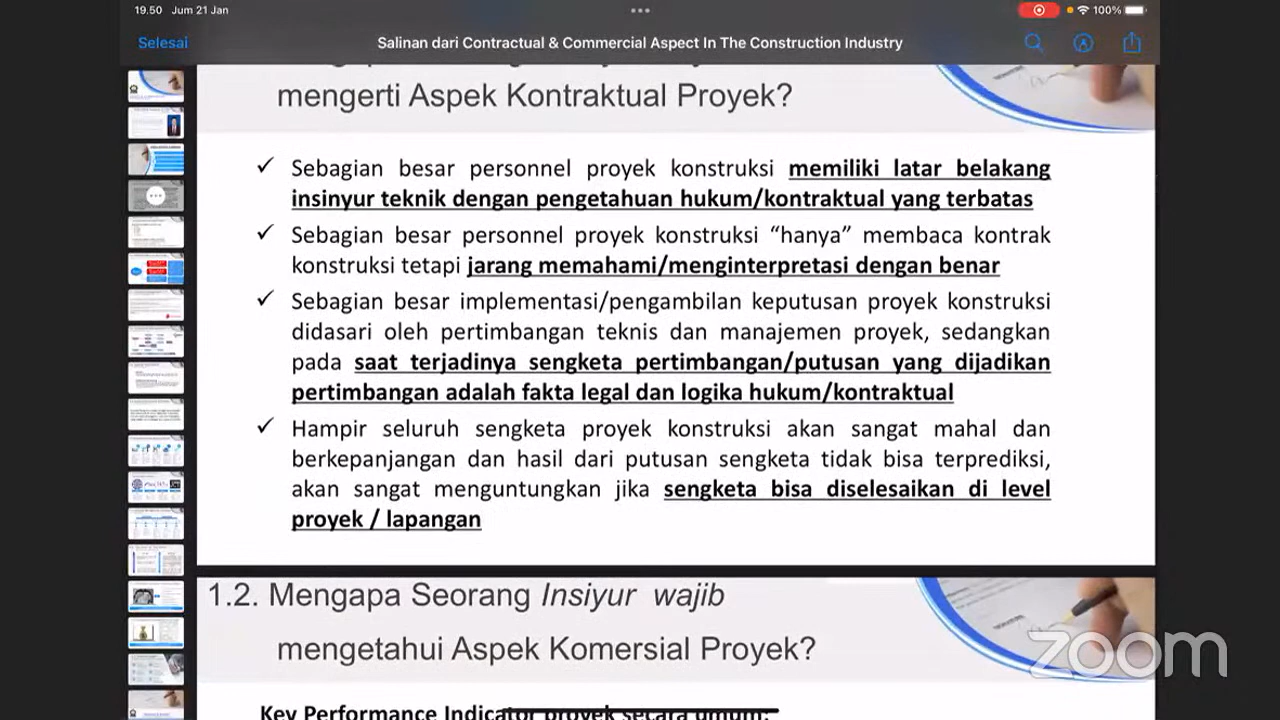 19.50 Jum 21 Jan
100%
Selesai
Salinan dari Contractual & Commercial Aspect In The Construction Industry
mengerti Aspek Kontraktual Proyek?
✓ Sebagian besar personnel proyek konstruksi memiliki latar belakang
insinyur teknik dengan pengetahuan hukum/kontraktual yang terbatas
✓ Sebagian besar personnel proyek konstruksi “hanya” membaca kontrak
konstruksi tetapi jarang memahami/menginterpretasi dengan benar
✓ Sebagian besar implementasi/pengambilan keputusan proyek konstruksi
didasari oleh pertimbangan teknis dan manajemen proyek, sedangkan
pada saat terjadinya sengketa pertimbangan/putusan yang dijadikan
pertimbangan adalah fakta legal dan logika hukum/kontraktual
✓ Hampir seluruh sengketa proyek konstruksi akan sangat mahal dan
berkepanjangan dan hasil dari putusan sengketa tidak bisa terprediksi,
akan sangat menguntungkan jika sengketa bisa diselesaikan di level
proyek / lapangan
1.2. Mengapa Seorang Insiyur wajib
mengetahui Aspek Komersial Proyek?
zoom
Key Performance Indicator proyek secara umum: